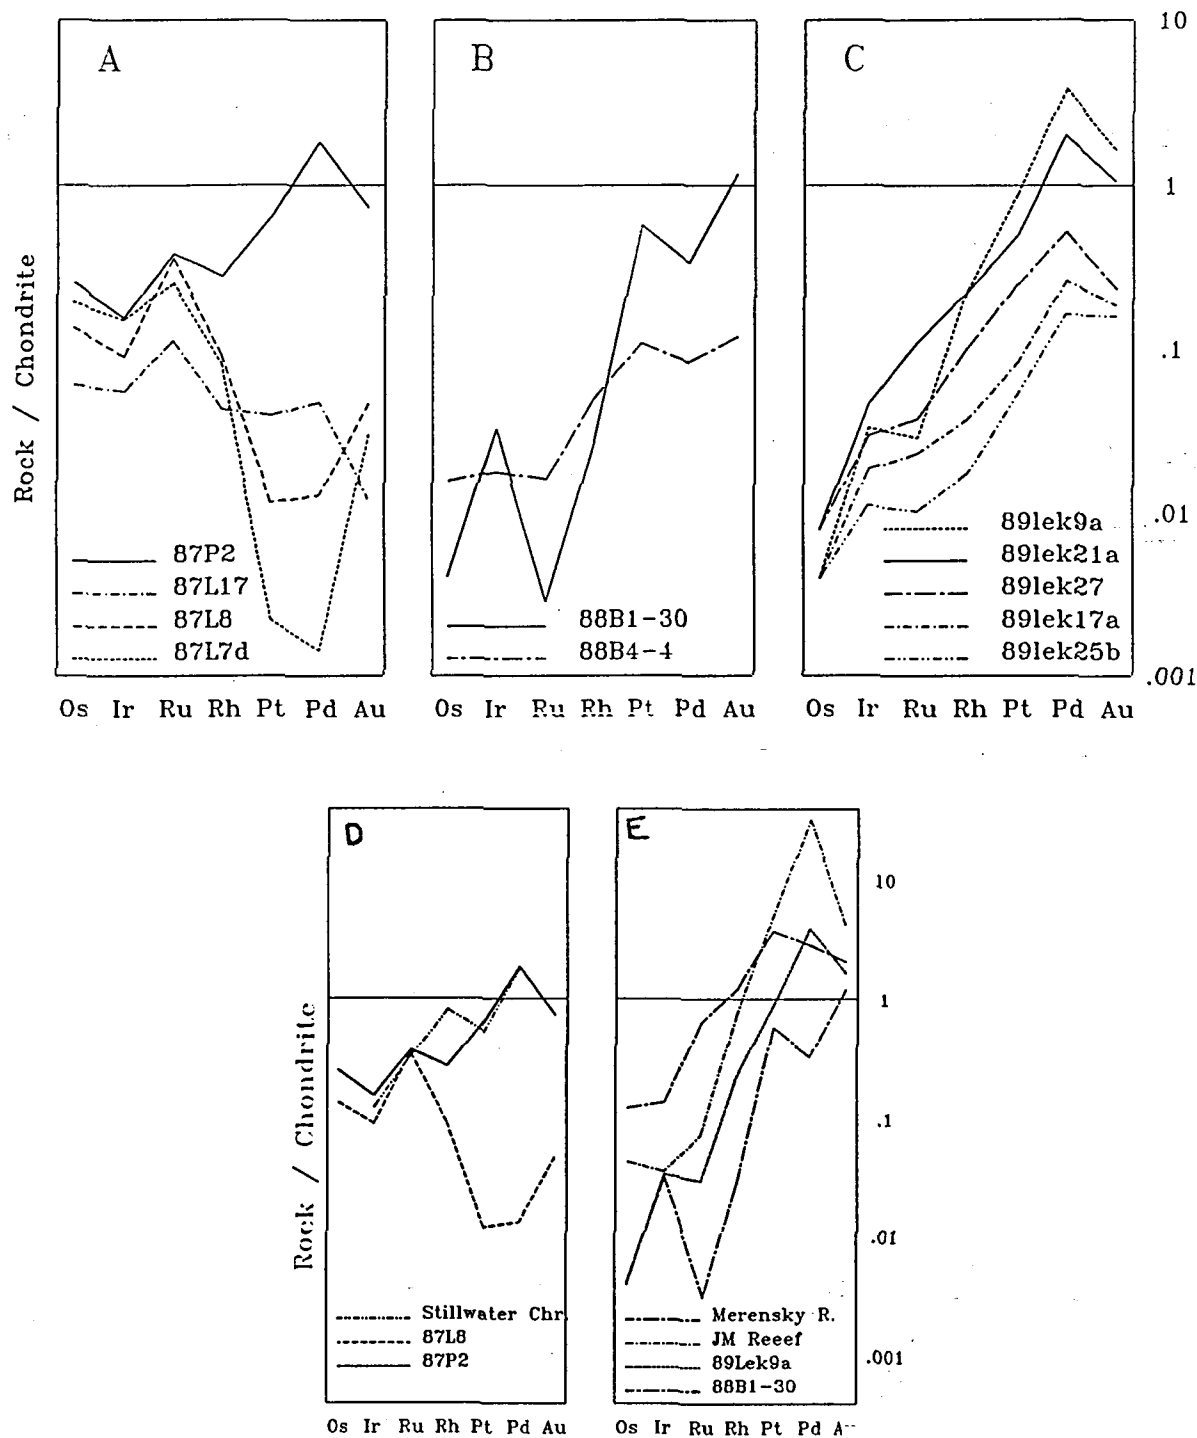 A B C 10
1
.1
.01
.001
Rock / Chondrite
87P2
87L17
87L8
87L7d
88B1-30
88B4-4
89lek9a
89lek21a
89lek27
89lek17a
89lek25b
Os Ir Ru Rh Pt Pd Au
Os Ir Ru Rh Pt Pd Au
Os Ir Ru Rh Pt Pd Au
D E
10
1
.1
.01
.001
Rock / Chondrite
Stillwater Chr
87L8
87P2
Merensky R.
JM Reeef
89Lek9a
88B1-30
Os Ir Ru Rh Pt Pd Au
Os Ir Ru Rh Pt Pd A